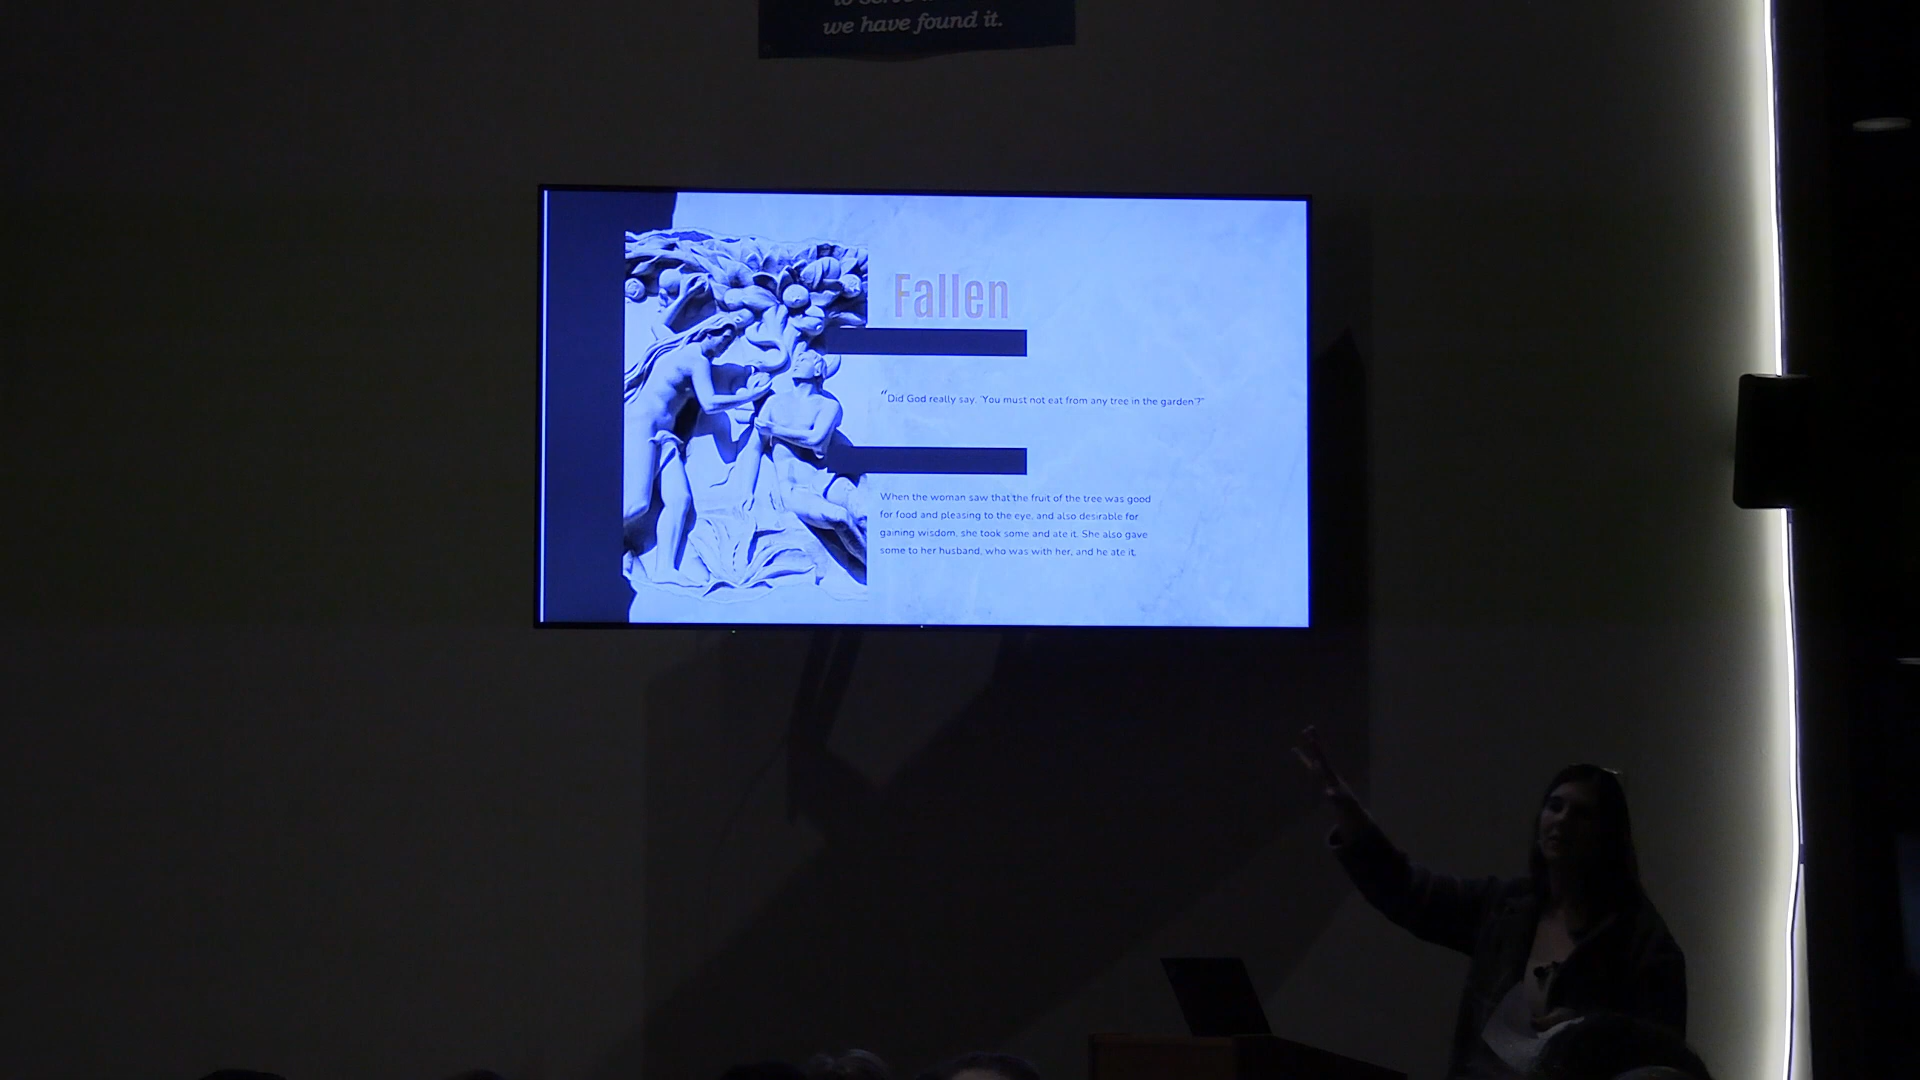 to
we have found it.
Fallen
“Did God really say, 'You must not eat from any tree in the garden'?"
When the woman saw that the fruit of the tree was good
for food and pleasing to the eye, and also desirable for
gaining wisdom, she took some and ate it. She also gave
some to her husband, who was with her, and he ate it.